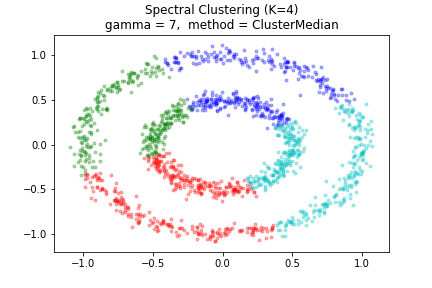 Spectral Clustering (K=4)
gamma = 7, method = ClusterMedian
1.0
0.5
0.0
−0.5
−1.0
−1.0 −0.5 0.0 0.5 1.0